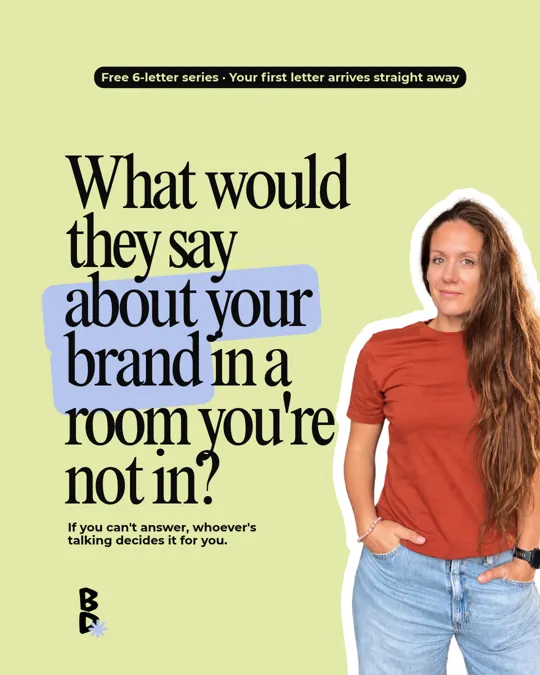 Free 6-letter series · Your first letter arrives straight away
What would
they say
about your
brand in a
room you're
not in?
If you can't answer, whoever's
talking decides it for you.
B
D